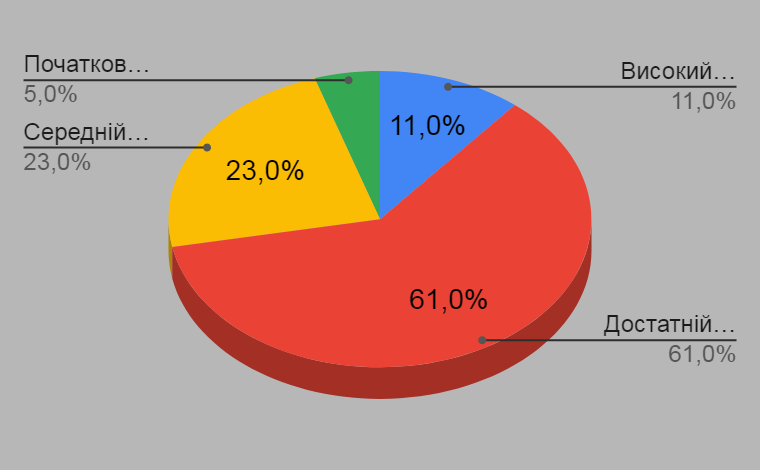 Початков…
5,0%
Середній…
23,0%
Високий…
11,0%
11,0%
23,0%
61,0%
Достатній…
61,0%